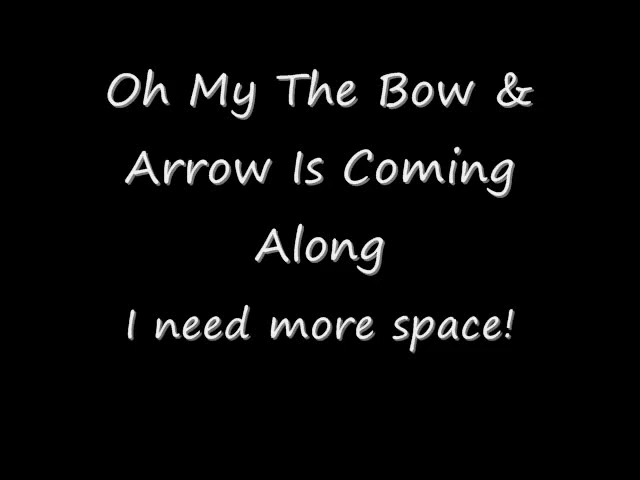 Oh My The Bow &
Arrow Is Coming
Along
I need more space!